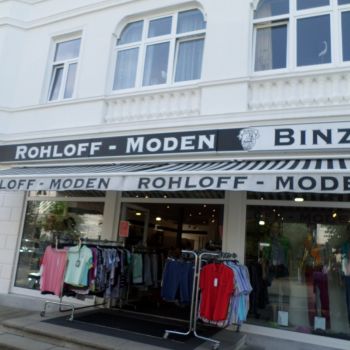 ROHLOFF - MODEN BINZ
LOFF - MODEN ROHLOFF - MODE